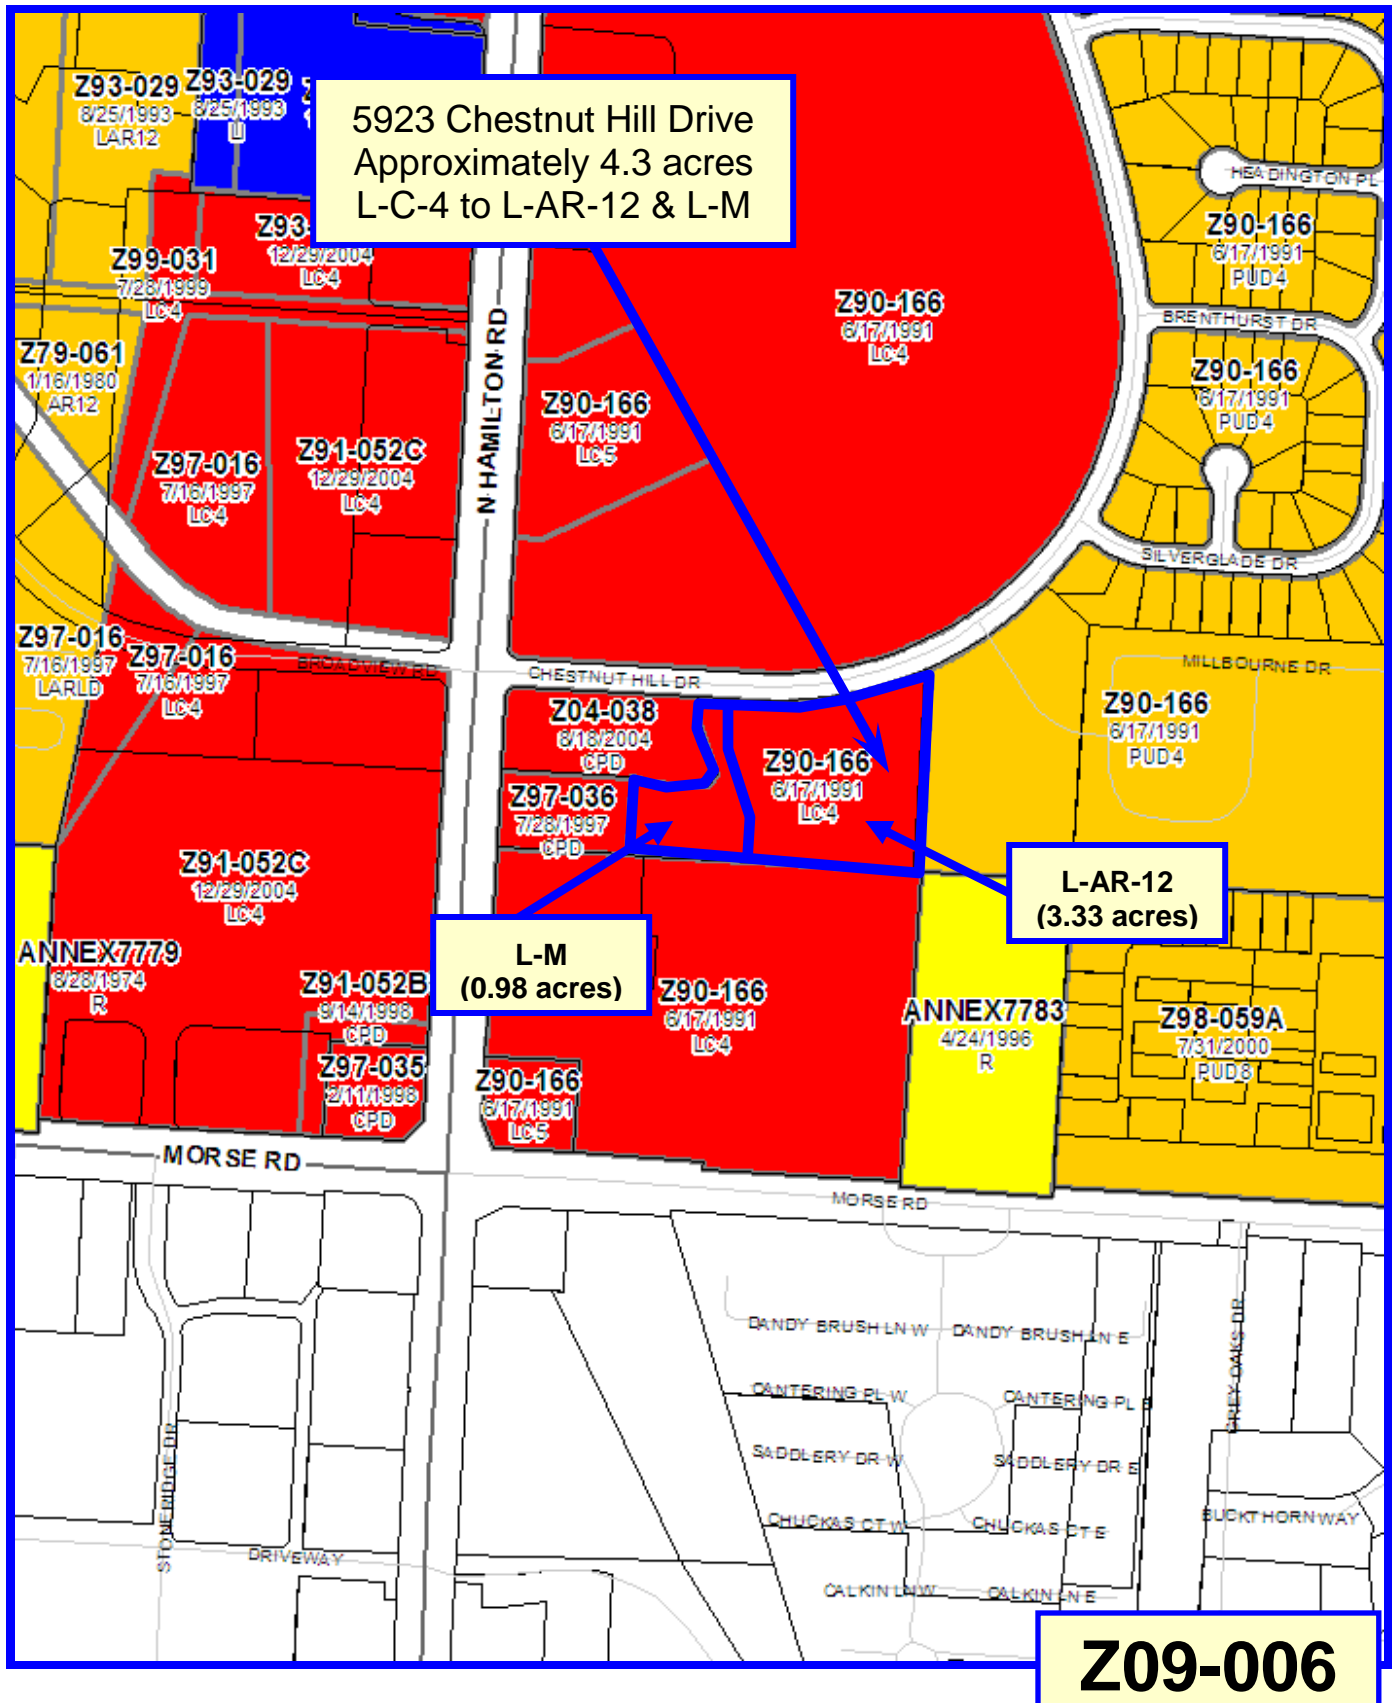 Z93-029
8/25/1993
LAR12
Z93-029
8/25/1993
5923 Chestnut Hill Drive
Approximately 4.3 acres
L-C-4 to L-AR-12 & L-M
HEADINGTON PL
Z90-166
6/17/1991
PUD4
Z93-
12/29/2004
LC4
Z99-031
7/28/1999
LC4
Z90-166
6/17/1991
LC4
BRENTHURST DR
N HAMILTON RD
Z79-061
1/16/1980
AR12
Z90-166
6/17/1991
PUD4
Z90-166
6/17/1991
LC5
Z97-016
7/16/1997
LC4
Z91-052C
12/29/2004
LC4
SILVERGLADE DR
Z97-016
7/16/1997
LARLD
Z97-016
7/16/1997
LC4
BROADVIEW RD
CHESTNUT HILL DR
MILLBOURNE DR
Z04-038
8/18/2004
CPD
Z90-166
6/17/1991
PUD4
Z90-166
6/17/1991
LC4
Z97-036
7/28/1997
CPD
Z91-052C
12/29/2004
LC4
L-AR-12
(3.33 acres)
L-M
(0.98 acres)
ANNEX7779
8/28/1974
R
Z91-052B
9/14/1998
CPD
Z90-166
6/17/1991
LC4
ANNEX7783
4/24/1996
R
Z98-059A
7/31/2000
PUD8
Z97-035
2/11/1998
CPD
Z90-166
6/17/1991
LC5
MORSE RD
MORSE RD
DANDY BRUSH LN W
DANDY BRUSH LN E
GREY OAKS DR
CANTERING PL W
CANTERING PL E
STONERIDGE DR
SADDLERY DR W
SADDLERY DR E
CHUCKAS CT W
CHUCKAS CT E
BUCKTHORN WAY
DRIVEWAY
CALKIN LN W
CALKIN LN E
Z09-006